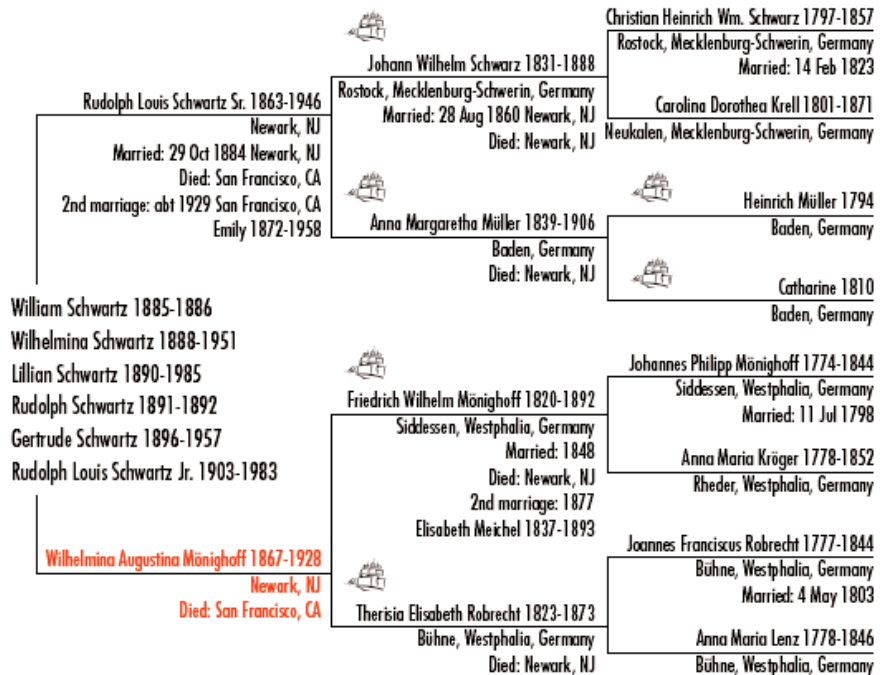 Rudolph Louis Schwartz Sr. 1863-1946
Newark, NJ
Married: 29 Oct 1884 Newark, NJ
Died: San Francisco, CA
2nd marriage: abt 1929 San Francisco, CA
Emily 1872-1958
William Schwartz 1885-1886
Wilhelmina Schwartz 1888-1951
Lillian Schwartz 1890-1985
Rudolph Schwartz 1891-1892
Gertrude Schwartz 1896-1957
Rudolph Louis Schwartz Jr. 1903-1983
Wilhelmina Augustina Mönighoff 1867-1928
Newark, NJ
Died: San Francisco, CA
Johann Wilhelm Schwarz 1831-1888
Rostock, Mecklenburg-Schwerin, Germany
Married: 28 Aug 1860 Newark, NJ
Died: Newark, NJ
Anna Margaretha Müller 1839-1906
Baden, Germany
Died: Newark, NJ
Friedrich Wilhelm Mönighoff 1820-1892
Siddessen, Westphalia, Germany
Married: 1848
Died: Newark, NJ
2nd marriage: 1877
Elisabeth Meichel 1837-1893
Therisia Elisabeth Robrecht 1823-1873
Bühne, Westphalia, Germany
Died: Newark, NJ
Christian Heinrich Wm. Schwarz 1797-1857
Rostock, Mecklenburg-Schwerin, Germany
Married: 14 Feb 1823
Carolina Dorothea Krell 1801-1871
Neukalen, Mecklenburg-Schwerin, Germany
Heinrich Müller 1794
Baden, Germany
Catharine 1810
Baden, Germany
Johannes Philipp Mönighoff 1774-1844
Siddessen, Westphalia, Germany
Married: 11 Jul 1798
Anna Maria Kröger 1778-1852
Rheder, Westphalia, Germany
Joannes Franciscus Robrecht 1777-1844
Bühne, Westphalia, Germany
Married: 4 May 1803
Anna Maria Lenz 1778-1846
Bühne, Westphalia, Germany